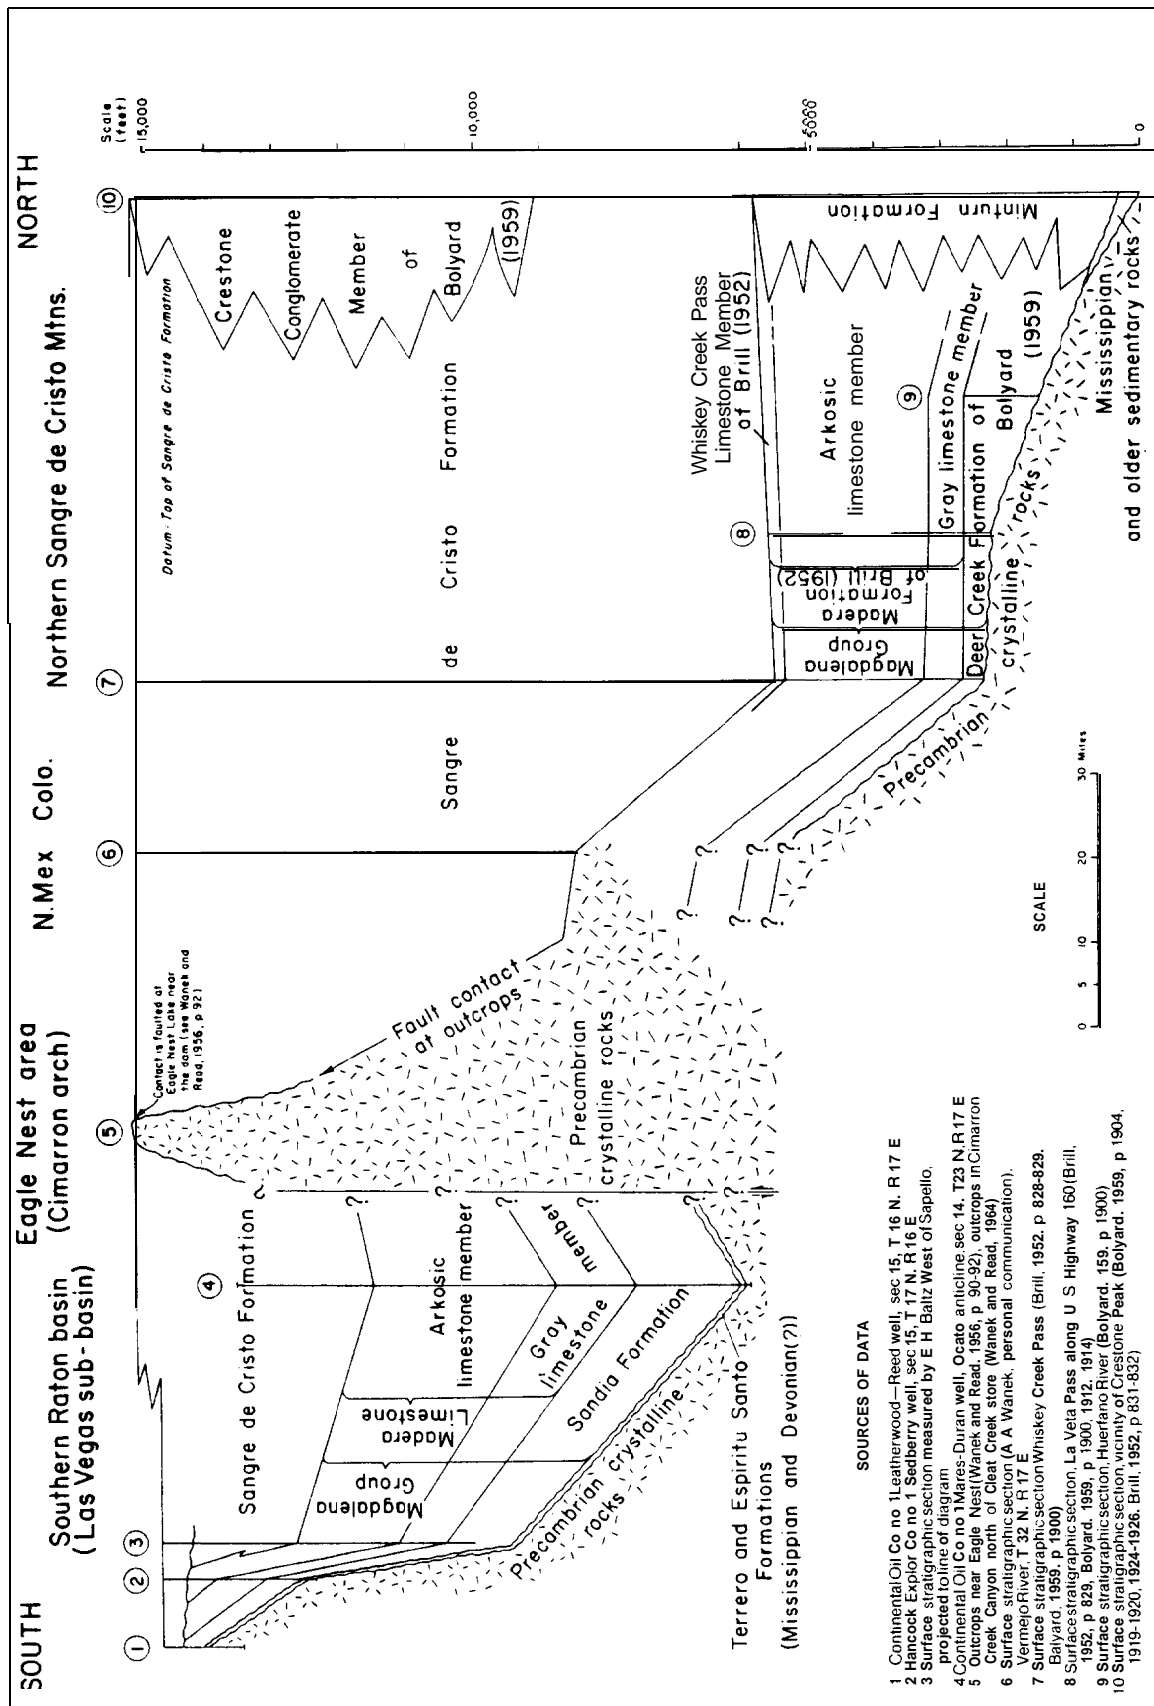 SOUTH
Southern Raton basin
(Las Vegas sub-basin)
Eagle Nest area
(Cimarron arch)
N.Mex Colo.
Northern Sangre de Cristo Mtns.
NORTH
1
2
3
4
5
6
7
8
9
10
Scale
(feet)
15,000
10,000
5000
0
Datum - Top of Sangre de Cristo Formation
Contact is faulted at
Eagle Nest Lake near
the dam (see Wanek and
Read, 1956, p 92)
Sangre de Cristo Formation
Magdalena
Group
Madera
Limestone
Arkosic
limestone member
Gray
limestone
member
Sandia Formation
Precambrian crystalline
rocks
Terrero and Espiritu Santo
Formations
(Mississippian and Devonian(?))
?
?
?
?
?
?
Precambrian
crystalline rocks
Fault contact
at outcrops
Sangre de Cristo Formation
Crestone
Conglomerate
Member
of
Bolyard
(1959)
Whiskey Creek Pass
Limestone Member
of Brill (1952)
Arkosic
limestone member
Gray limestone member
Minturn Formation
Magdalena
Group
Madera
Formation
of Brill (1952)
Deer Creek Formation of
Bolyard
(1959)
?
?
?
?
?
?
Precambrian
crystalline rocks
Mississippian
and older sedimentary rocks
SCALE
0 5 10 20 30 Miles
SOURCES OF DATA
1 Continental Oil Co no 1 Leatherwood—Reed well, sec 15, T 16 N. R 17 E
2 Hancock Explor Co no 1 Sedberry well, sec 15, T 17 N. R 16 E
3 Surface stratigraphic section measured by E H Baltz West of Sapello,
projected to line of diagram
4 Continental Oil Co no 1 Mares-Duran well, Ocato anticline, sec 14. T23 N, R 17 E
5 Outcrops near Eagle Nest (Wanek and Read. 1956, p 90-92), outcrops in Cimarron
Creek Canyon north of Cleat Creek store (Wanek and Read, 1964)
6 Surface stratigraphic section (A A Wanek, personal communication),
Vermejo River, T 32 N. R 17 E
7 Surface stratigraphic section Whiskey Creek Pass (Brill, 1952. p 828-829.
Balyard, 1959, p 1900)
8 Surface stratigraphic section, La Veta Pass along U S Highway 160 (Brill,
1952, p 829, Bolyard. 1959, p 1900, 1912, 1914)
9 Surface stratigraphic section, Huerfano River (Bolyard. 159, p 1900)
10 Surface stratigraphic section, vicinity of Crestone Peak (Bolyard. 1959, p 1904,
1919-1920, 1924-1926. Brill, 1952, p 831-832)